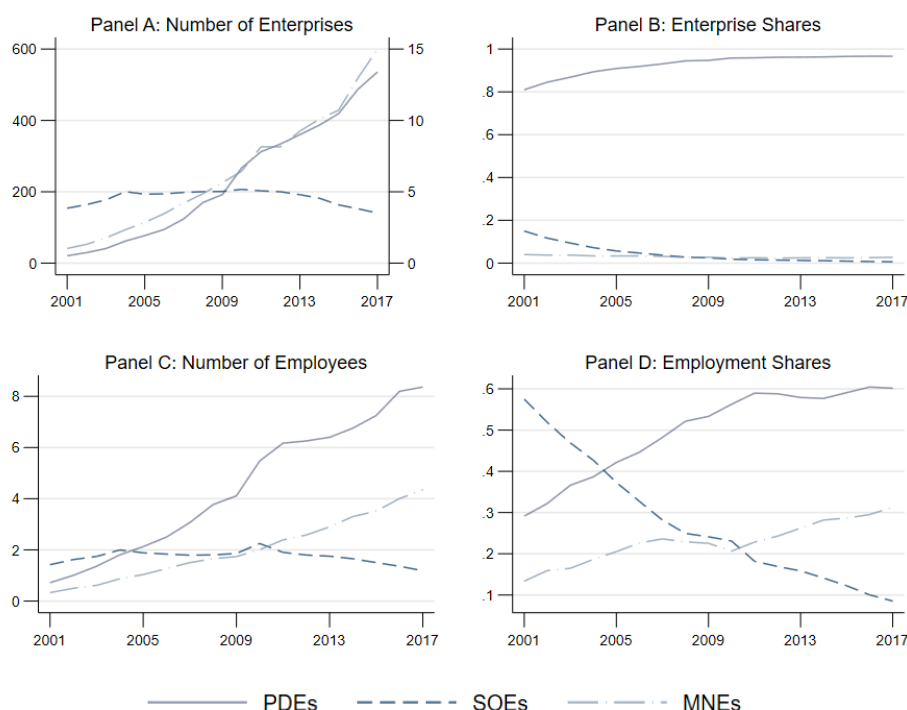 Panel A: Number of Enterprises
600
400
200
0
15
10
5
0
2001 2005 2009 2013 2017
Panel B: Enterprise Shares
1
.8
.6
.4
.2
0
2001 2005 2009 2013 2017
Panel C: Number of Employees
8
6
4
2
0
2001 2005 2009 2013 2017
Panel D: Employment Shares
.6
.5
.4
.3
.2
.1
2001 2005 2009 2013 2017
PDEs SOEs MNEs